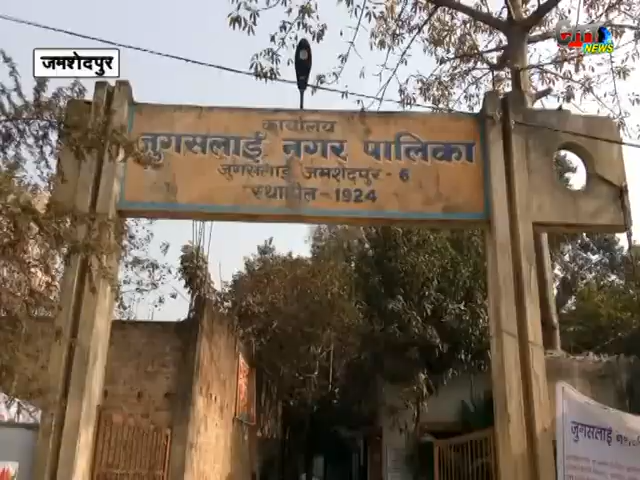 जमशेदपुर
NEWS
कार्यालय
जुगसलाई नगर पालिका
जुगसलाई जमशेदपुर - 6
स्थापित - 1924
जुगसलाई